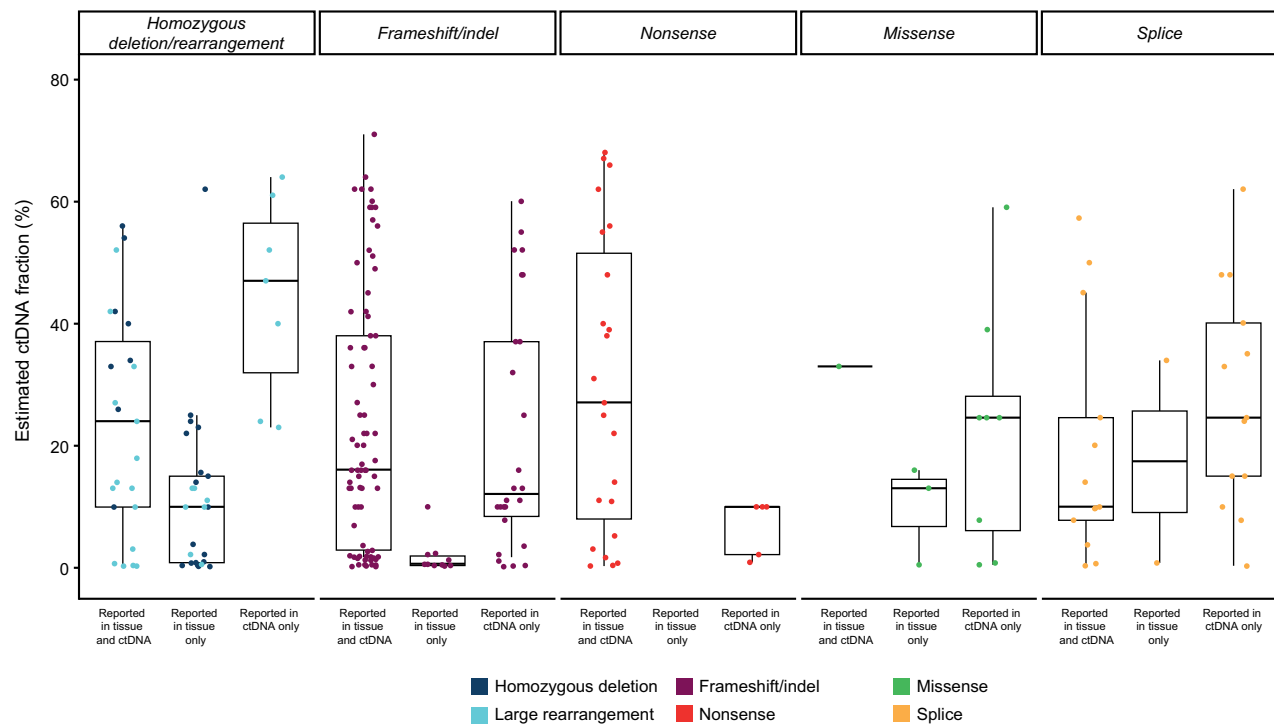 Homozygous
deletion/rearrangement
Frameshift/indel
Nonsense
Missense
Splice
Estimated ctDNA fraction (%)
80
60
40
20
0
Reported
in tissue
and ctDNA
Reported
in tissue
only
Reported in
ctDNA only
Reported
in tissue
and ctDNA
Reported
in tissue
only
Reported in
ctDNA only
Reported
in tissue
and ctDNA
Reported
in tissue
only
Reported in
ctDNA only
Reported
in tissue
and ctDNA
Reported
in tissue
only
Reported in
ctDNA only
Reported
in tissue
and ctDNA
Reported
in tissue
only
Reported in
ctDNA only
Homozygous deletion
Frameshift/indel
Missense
Large rearrangement
Nonsense
Splice